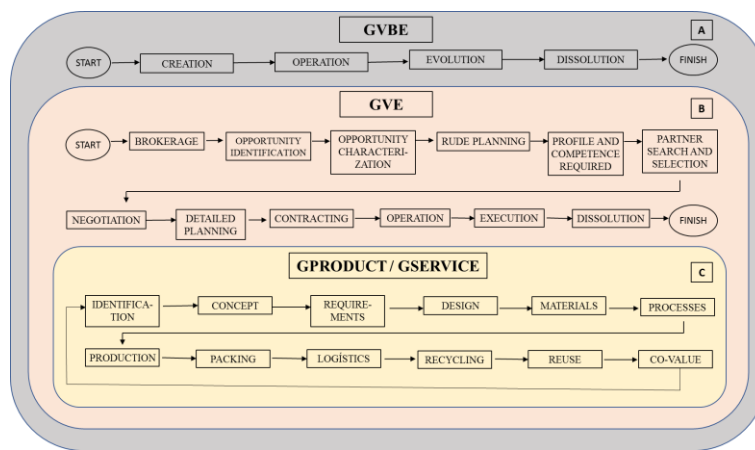 GVBE
A
START
CREATION
OPERATION
EVOLUTION
DISSOLUTION
FINISH
GVE
B
START
BROKERAGE
OPPORTUNITY
IDENTIFICATION
OPPORTUNITY
CHARACTERI-
ZATION
RUDE PLANNING
PROFILE AND
COMPETENCE
REQUIRED
PARTNER
SEARCH AND
SELECTION
NEGOTIATION
DETAILED
PLANNING
CONTRACTING
OPERATION
EXECUTION
DISSOLUTION
FINISH
GPRODUCT / GSERVICE
C
IDENTIFICA-
TION
CONCEPT
REQUIRE-
MENTS
DESIGN
MATERIALS
PROCESSES
PRODUCTION
PACKING
LOGÍSTICS
RECYCLING
REUSE
CO-VALUE